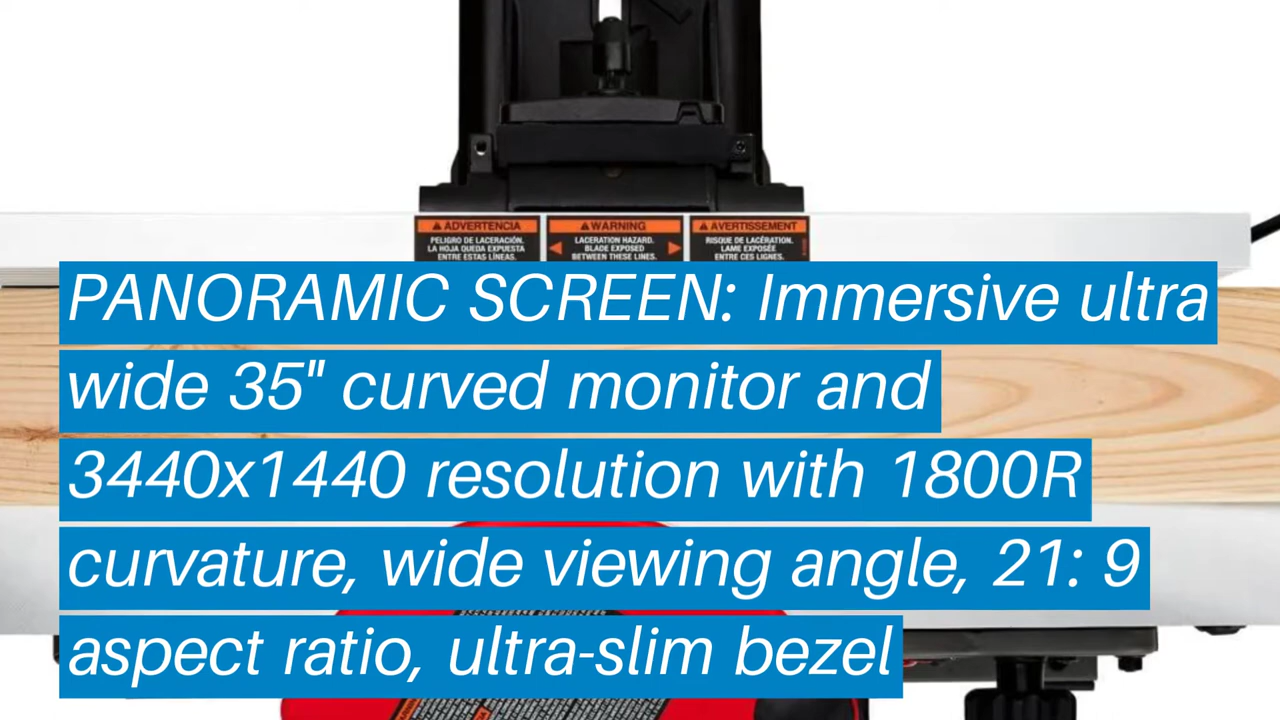 ADVERTENCIA
PELIGRO DE LACERACIÓN.
LA HOJA QUEDA EXPUESTA
ENTRE ESTAS LÍNEAS.
WARNING
LACERATION HAZARD.
BLADE EXPOSED
BETWEEN THESE LINES.
AVERTISSEMENT
RISQUE DE LACÉRATION.
LAME EXPOSÉE
ENTRE CES LIGNES.
PANORAMIC SCREEN: Immersive ultra
wide 35" curved monitor and
3440x1440 resolution with 1800R
curvature, wide viewing angle, 21: 9
aspect ratio, ultra-slim bezel